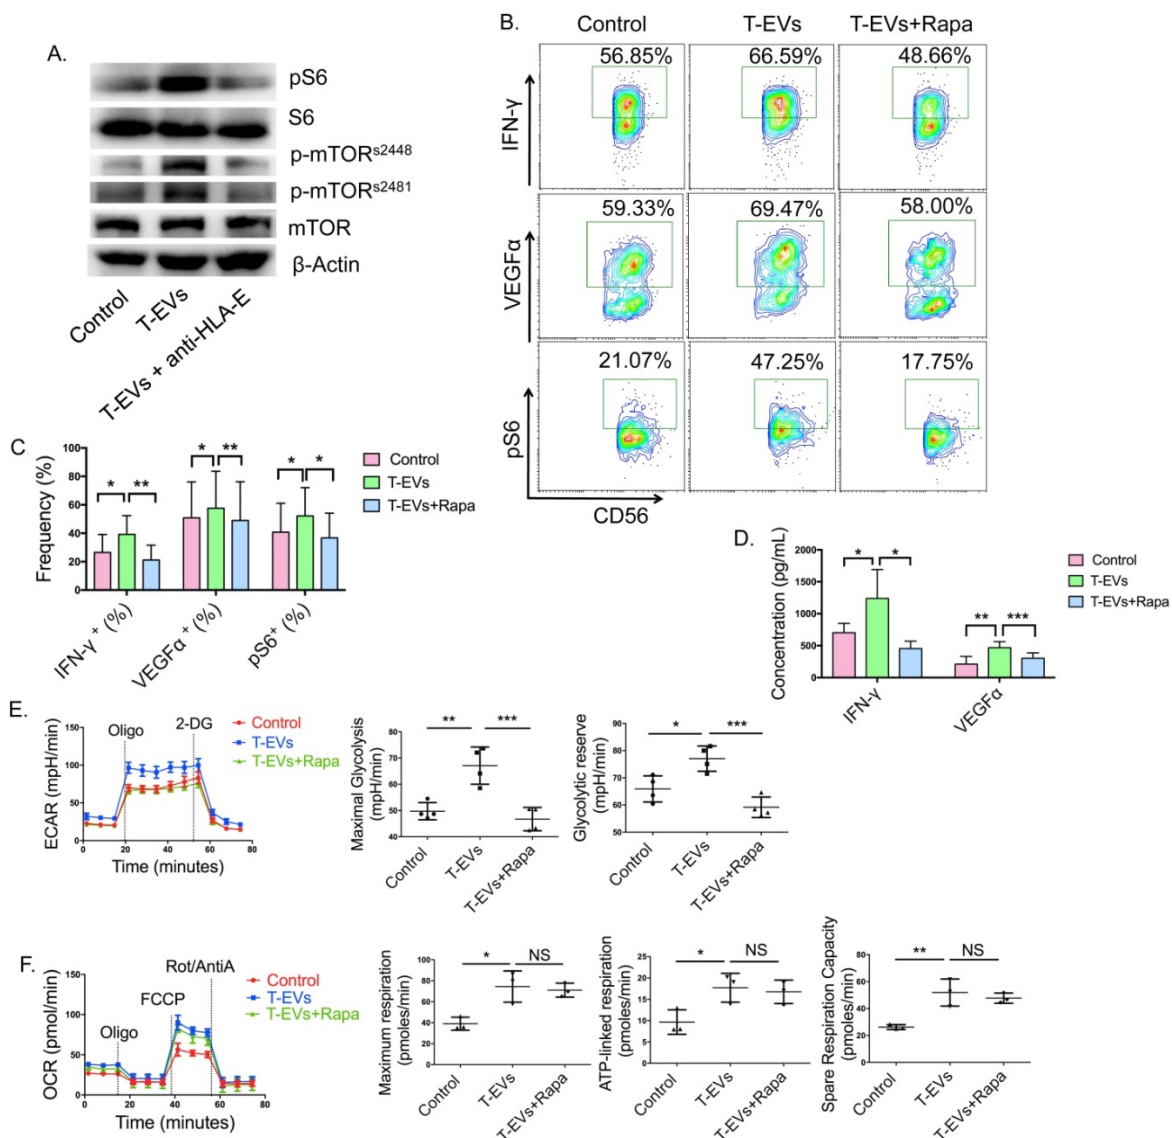 A.
pS6
S6
p-mTORs2448
p-mTORs2481
mTOR
β-Actin
Control
T-EVs
T-EVs + anti-HLA-E
B.
Control T-EVs T-EVs+Rapa
56.85% 66.59% 48.66%
IFN-γ
59.33% 69.47% 58.00%
VEGFα
21.07% 47.25% 17.75%
pS6
CD56
C
Frequency (%)
100
80
60
40
20
0
* ** * ** * *
Control
T-EVs
T-EVs+Rapa
IFN-γ + (%)
VEGFα + (%)
pS6+ (%)
D.
Concentration (pg/mL)
2000
1500
1000
500
0
* * ** ***
Control
T-EVs
T-EVs+Rapa
IFN-γ
VEGFα
E.
ECAR (mpH/min)
150
100
50
0
Oligo 2-DG
Control
T-EVs
T-EVs+Rapa
0 20 40 60 80
Time (minutes)
Maximal Glycolysis
(mpH/min)
80
70
60
50
40
** ***
Control
T-EVs
T-EVs+Rapa
Glycolytic reserve
(mpH/min)
90
80
70
60
50
* ***
Control
T-EVs
T-EVs+Rapa
F.
OCR (pmol/min)
150
100
50
0
Oligo
FCCP
Rot/AntiA
Control
T-EVs
T-EVs+Rapa
0 20 40 60 80
Time (minutes)
Maximum respiration
(pmoles/min)
100
80
60
40
20
0
* NS
Control
T-EVs
T-EVs+Rapa
ATP-linked respiration
(pmoles/min)
25
20
15
10
5
0
* NS
Control
T-EVs
T-EVs+Rapa
Spare Respiration Capacity
(pmoles/min)
80
60
40
20
0
** NS
Control
T-EVs
T-EVs+Rapa